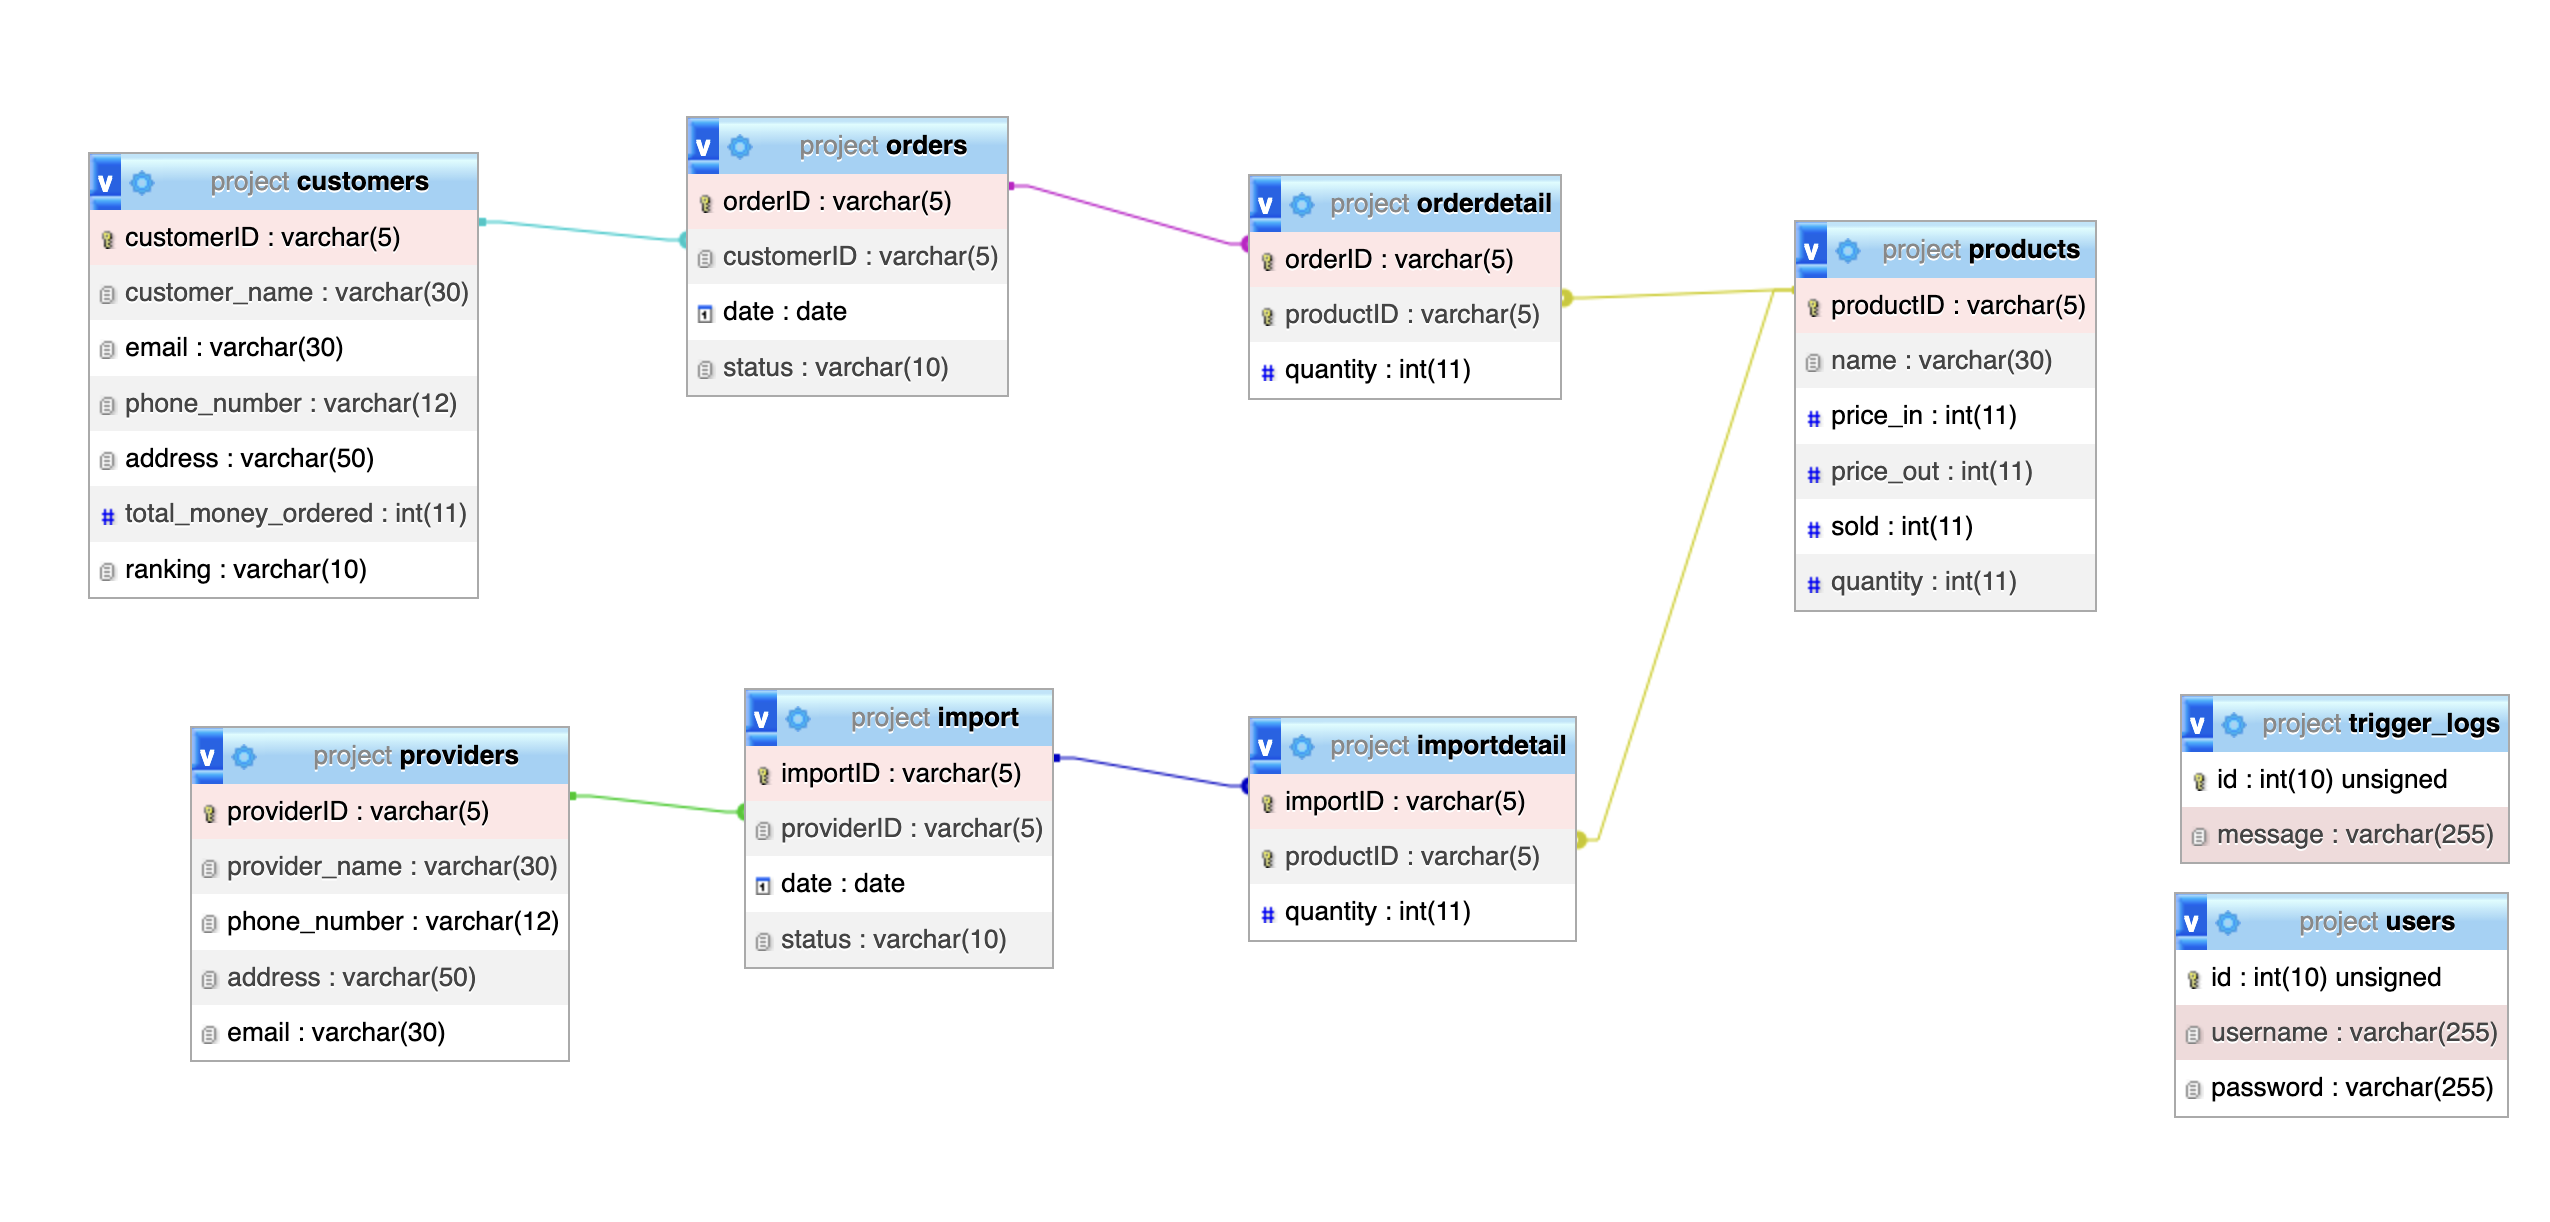 v project customers
customerID : varchar(5)
customer_name : varchar(30)
email : varchar(30)
phone_number : varchar(12)
address : varchar(50)
# total_money_ordered : int(11)
ranking : varchar(10)
v project orders
orderID : varchar(5)
customerID : varchar(5)
date : date
status : varchar(10)
v project orderdetail
orderID : varchar(5)
productID : varchar(5)
# quantity : int(11)
v project products
productID : varchar(5)
name : varchar(30)
# price_in : int(11)
# price_out : int(11)
# sold : int(11)
# quantity : int(11)
v project providers
providerID : varchar(5)
provider_name : varchar(30)
phone_number : varchar(12)
address : varchar(50)
email : varchar(30)
v project import
importID : varchar(5)
providerID : varchar(5)
date : date
status : varchar(10)
v project importdetail
importID : varchar(5)
productID : varchar(5)
# quantity : int(11)
v project trigger_logs
id : int(10) unsigned
message : varchar(255)
v project users
id : int(10) unsigned
username : varchar(255)
password : varchar(255)